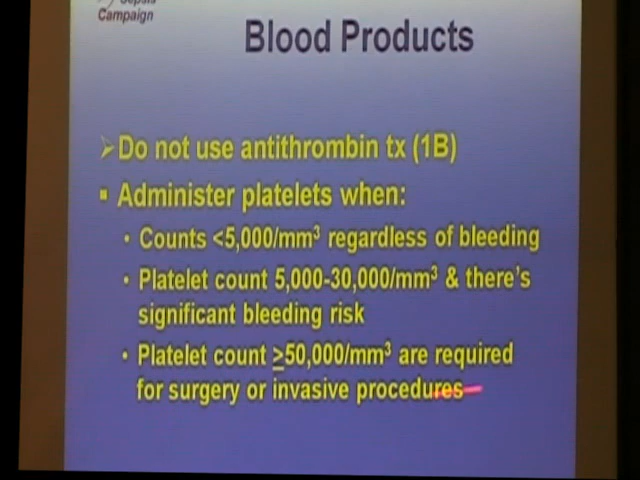 Sepsis
Campaign
Blood Products
➢Do not use antithrombin tx (1B)
▪ Administer platelets when:
• Counts <5,000/mm³ regardless of bleeding
• Platelet count 5,000-30,000/mm³ & there's
significant bleeding risk
• Platelet count ≥50,000/mm³ are required
for surgery or invasive procedures